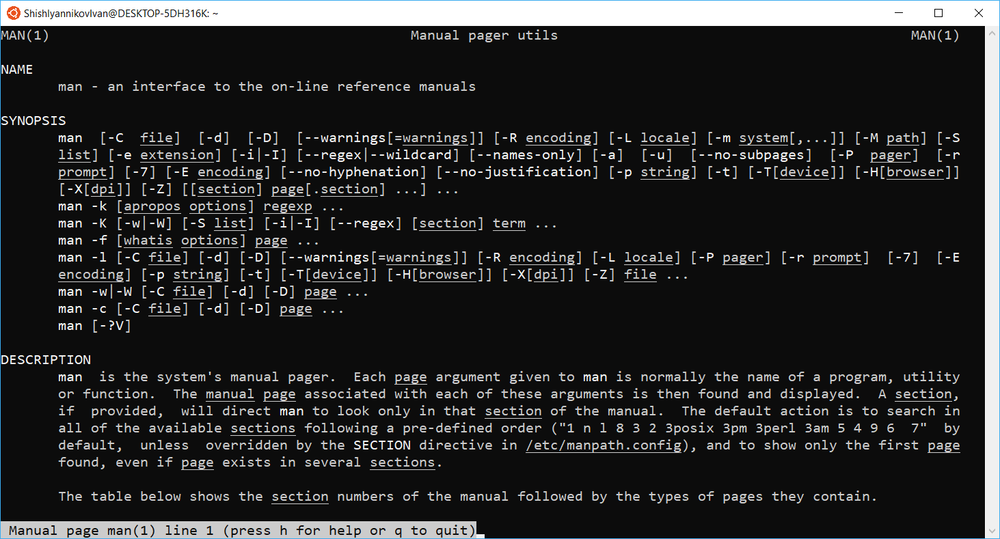 ShishlyannikovIvan@DESKTOP-5DH316K: ~
MAN(1) Manual pager utils MAN(1)
NAME
man - an interface to the on-line reference manuals
SYNOPSIS
man [-C file] [-d] [-D] [--warnings[=warnings]] [-R encoding] [-L locale] [-m system[,...]] [-M path] [-S
list] [-e extension] [-i|-I] [--regex|--wildcard] [--names-only] [-a] [-u] [--no-subpages] [-P pager] [-r
prompt] [-7] [-E encoding] [--no-hyphenation] [--no-justification] [-p string] [-t] [-T[device]] [-H[browser]]
[-X[dpi]] [-Z] [[section] page[.section] ...] ...
man -k [apropos options] regexp ...
man -K [-w|-W] [-S list] [-i|-I] [--regex] [section] term ...
man -f [whatis options] page ...
man -l [-C file] [-d] [-D] [--warnings[=warnings]] [-R encoding] [-L locale] [-P pager] [-r prompt] [-7] [-E
encoding] [-p string] [-t] [-T[device]] [-H[browser]] [-X[dpi]] [-Z] file ...
man -w|-W [-C file] [-d] [-D] page ...
man -c [-C file] [-d] [-D] page ...
man [-?V]
DESCRIPTION
man is the system's manual pager. Each page argument given to man is normally the name of a program, utility
or function. The manual page associated with each of these arguments is then found and displayed. A section,
if provided, will direct man to look only in that section of the manual. The default action is to search in
all of the available sections following a pre-defined order ("1 n l 8 3 2 3posix 3pm 3perl 3am 5 4 9 6 7" by
default, unless overridden by the SECTION directive in /etc/manpath.config), and to show only the first page
found, even if page exists in several sections.
The table below shows the section numbers of the manual followed by the types of pages they contain.
Manual page man(1) line 1 (press h for help or q to quit)